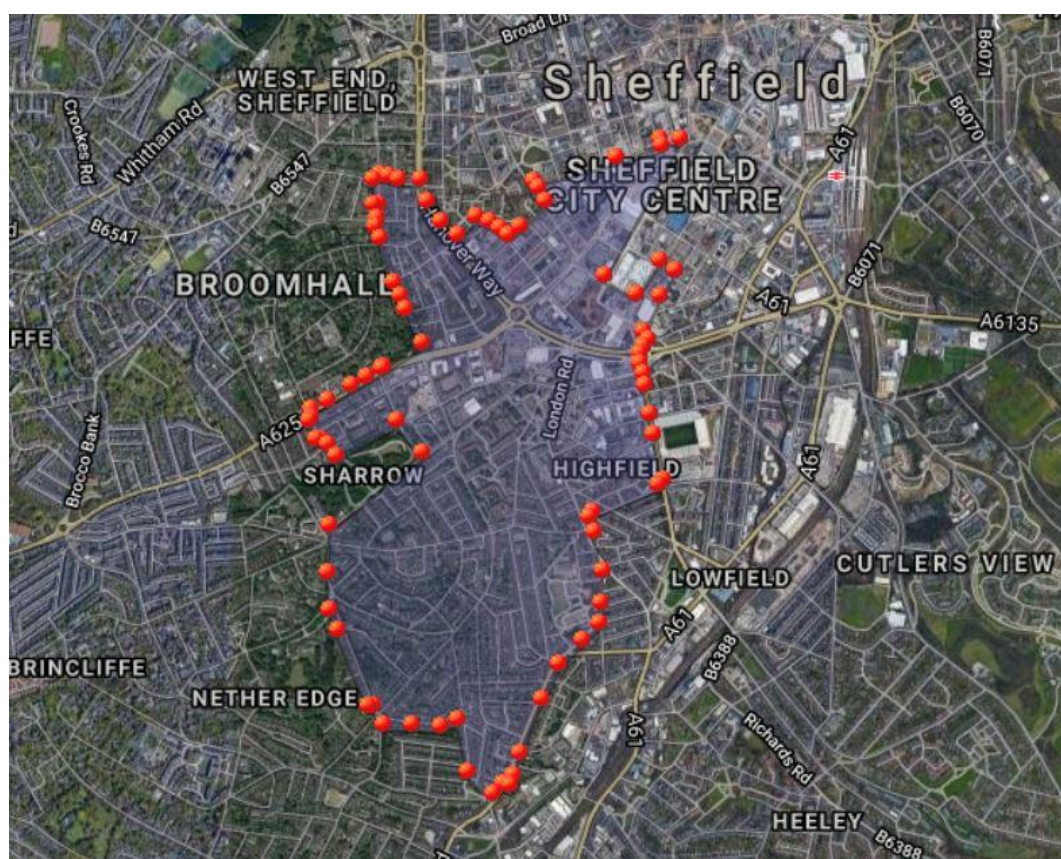 Broad Ln
WEST END,
SHEFFIELD
Sheffield
B6071
Crookes Rd
Whitham Rd
B6547
A61
B6070
SHEFFIELD
CITY CENTRE
B6547
Hanover Way
B6071
BROOMHALL
A61
A6135
FFE
London Rd
A625
Brocco Bank
SHARROW
HIGHFIELD
A61
LOWFIELD
CUTLERS VIEW
A61
B6388
BRINCLIFFE
NETHER EDGE
A61
Richards Rd
HEELEY
B6388